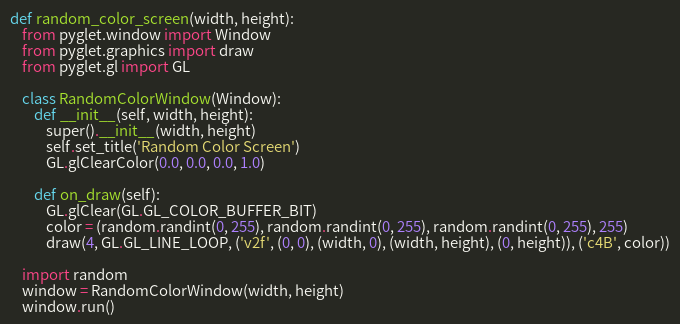 def random_color_screen(width, height):
    from pyglet.window import Window
    from pyglet.graphics import draw
    from pyglet.gl import GL

    class RandomColorWindow(Window):
        def __init__(self, width, height):
            super().__init__(width, height)
            self.set_title('Random Color Screen')
            GL.glClearColor(0.0, 0.0, 0.0, 1.0)

        def on_draw(self):
            GL.glClear(GL.GL_COLOR_BUFFER_BIT)
            color = (random.randint(0, 255), random.randint(0, 255), random.randint(0, 255), 255)
            draw(4, GL.GL_LINE_LOOP, ('v2f', (0, 0), (width, 0), (width, height), (0, height)), ('c4B', color))

    import random
    window = RandomColorWindow(width, height)
    window.run()